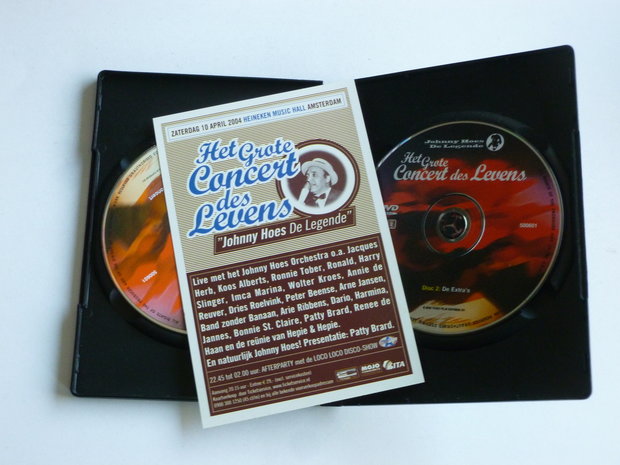 ZATERDAG 10 APRIL 2004 HEINEKEN MUSIC HALL AMSTERDAM
Het Grote
Concert
des
Levens
"Johnny Hoes De Legende"
Live met het Johnny Hoes Orchestra o.a. Jacques
Herb, Koos Alberts, Ronnie Tober, Ronald, Harry
Slinger, Imca Marina, Wolter Kroes, Annie de
Reuver, Dries Roelvink, Peter Beense, Arne Jansen,
Band zonder Banaan, Arie Ribbens, Dario, Harmina,
Jannes, Bonnie St. Claire, Patty Brard, Renee de
Haan en de reünie van Hepie & Hepie.
En natuurlijk Johnny Hoes! Presentatie: Patty Brard.
22.45 tot 02.00 uur: AFTERPARTY met de LOCO LOCO DISCO-SHOW
MOJO
Johnny Hoes
De Legende
Het Grote
Concert des Levens
DVD
500601
Disc 2: De Extra's